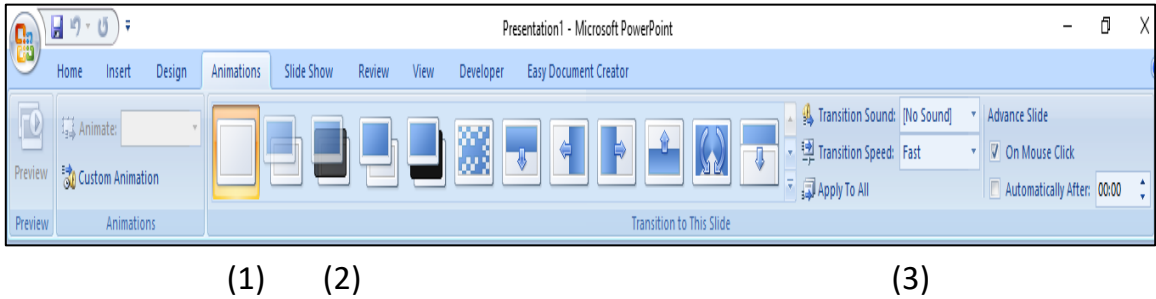 Presentation1 - Microsoft PowerPoint
Home Insert Design Animations Slide Show Review View Developer Easy Document Creator
Animate:
Custom Animation
Preview
Transition Sound: [No Sound]
Transition Speed: Fast
Apply To All
Advance Slide
On Mouse Click
Automatically After: 00:00
Preview Animations Transition to This Slide
(1) (2) (3)